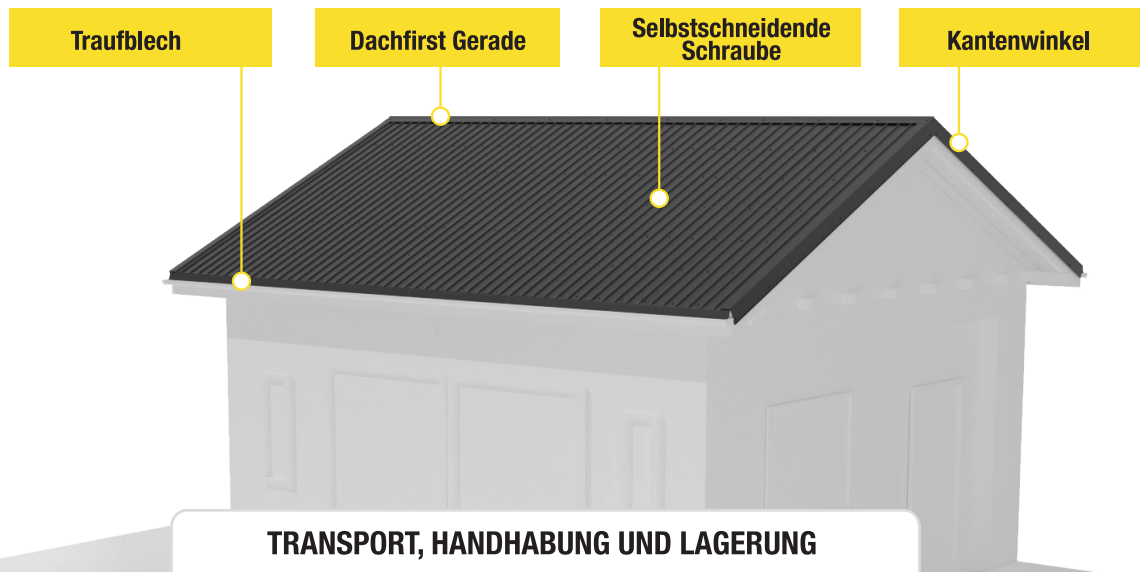 Traufblech
Dachfirst Gerade
Selbstschneidende
Schraube
Kantenwinkel
TRANSPORT, HANDHABUNG UND LAGERUNG